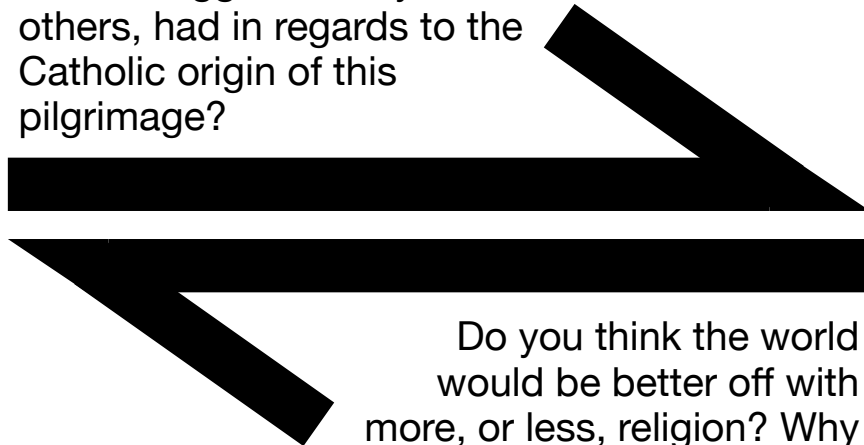 others, had in regards to the
Catholic origin of this
pilgrimage?
Do you think the world
would be better off with
more, or less, religion? Why